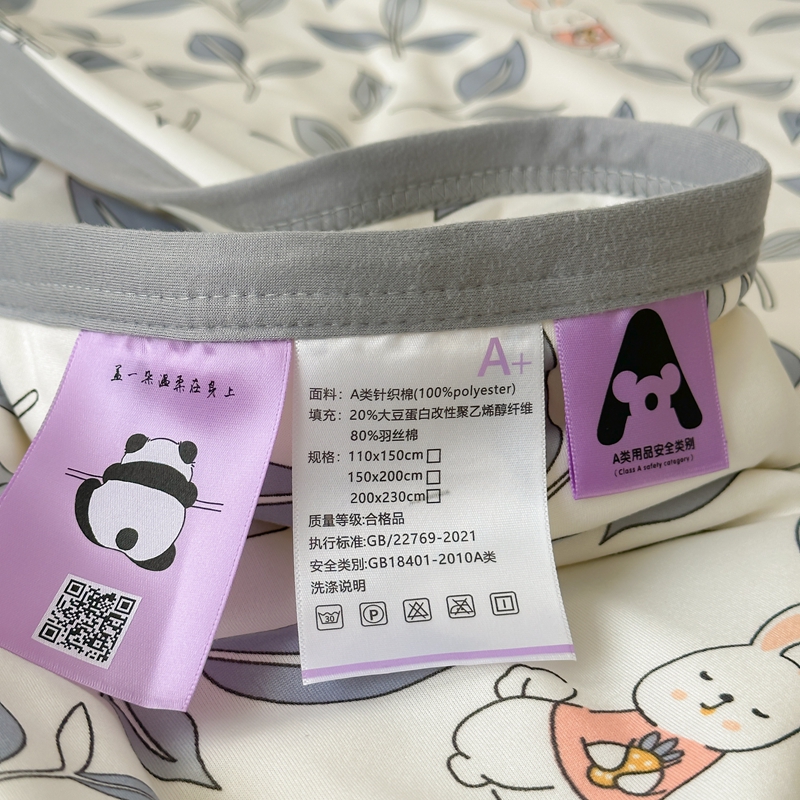 盖一朵温柔在身上
A+
面料：A类针织棉(100%polyester)
填充：20%大豆蛋白改性聚乙烯醇纤维
80%羽丝棉
规格：110x150cm
150x200cm
200x230cm
质量等级:合格品
执行标准:GB/22769-2021
安全类别:GB18401-2010A类
洗涤说明
30
P
A
A类用品安全类别
(Class A safety category)